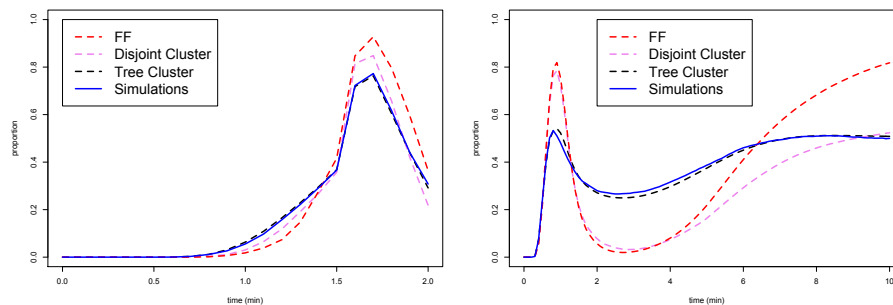 FF
Disjoint Cluster
Tree Cluster
Simulations
proportion
0.0 0.2 0.4 0.6 0.8 1.0
0.0 0.5 1.0 1.5 2.0
time (min)
FF
Disjoint Cluster
Tree Cluster
Simulations
proportion
0.0 0.2 0.4 0.6 0.8 1.0
0 2 4 6 8 10
time (min)